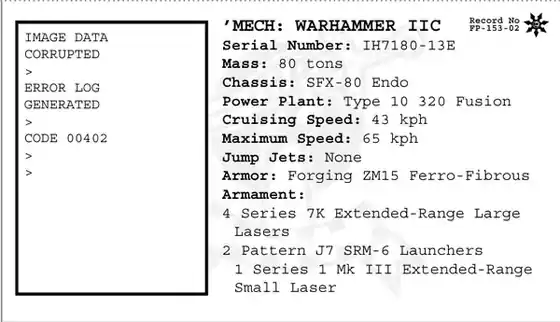 IMAGE DATA
CORRUPTED
>
ERROR LOG
GENERATED
>
CODE 00402
>
>
’MECH: WARHAMMER IIC
Record No
FP-153-02
Serial Number: IH7180-13E
Mass: 80 tons
Chassis: SFX-80 Endo
Power Plant: Type 10 320 Fusion
Cruising Speed: 43 kph
Maximum Speed: 65 kph
Jump Jets: None
Armor: Forging ZM15 Ferro-Fibrous
Armament:
4 Series 7K Extended-Range Large
Lasers
2 Pattern J7 SRM-6 Launchers
1 Series 1 Mk III Extended-Range
Small Laser